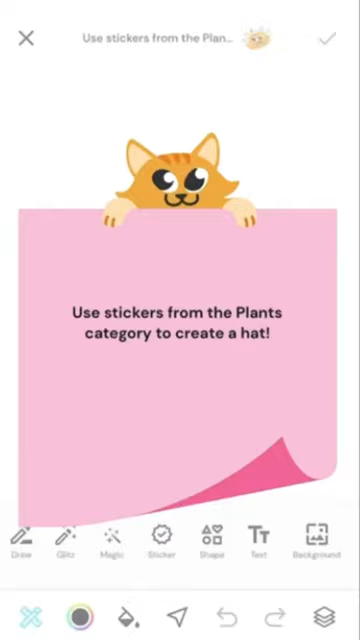 Use stickers from the Plan...
Use stickers from the Plants
category to create a hat!
Draw
Glitz
Magic
Sticker
Shape
Text
Background